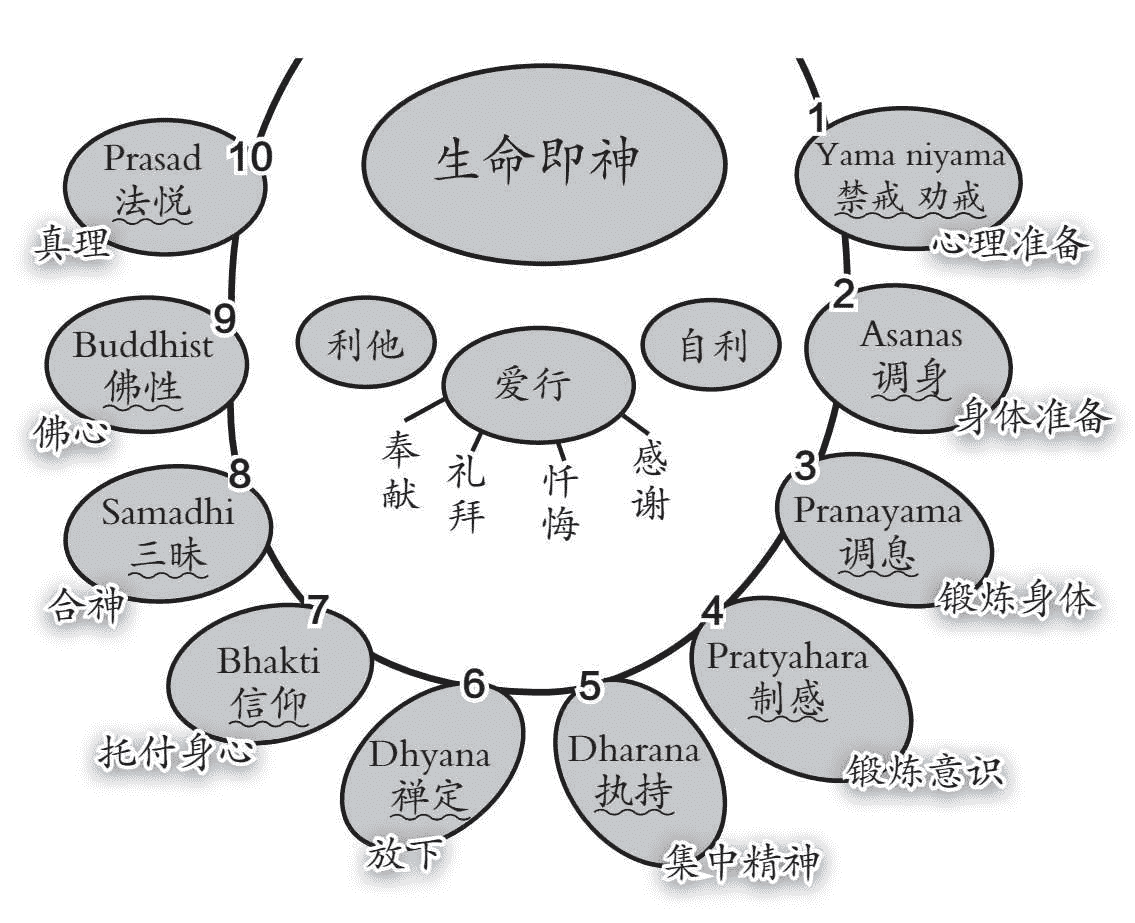 生命即神
利他
自利
爱行
奉献
礼拜
忏悔
感谢
1
Yama niyama
禁戒 劝戒
心理准备
2
Asanas
调身
身体准备
3
Pranayama
调息
锻炼身体
4
Pratyahara
制感
锻炼意识
5
Dharana
执持
集中精神
6
Dhyana
禅定
放下
7
Bhakti
信仰
托付身心
8
Samadhi
三昧
合神
9
Buddhist
佛性
佛心
10
Prasad
法悦
真理